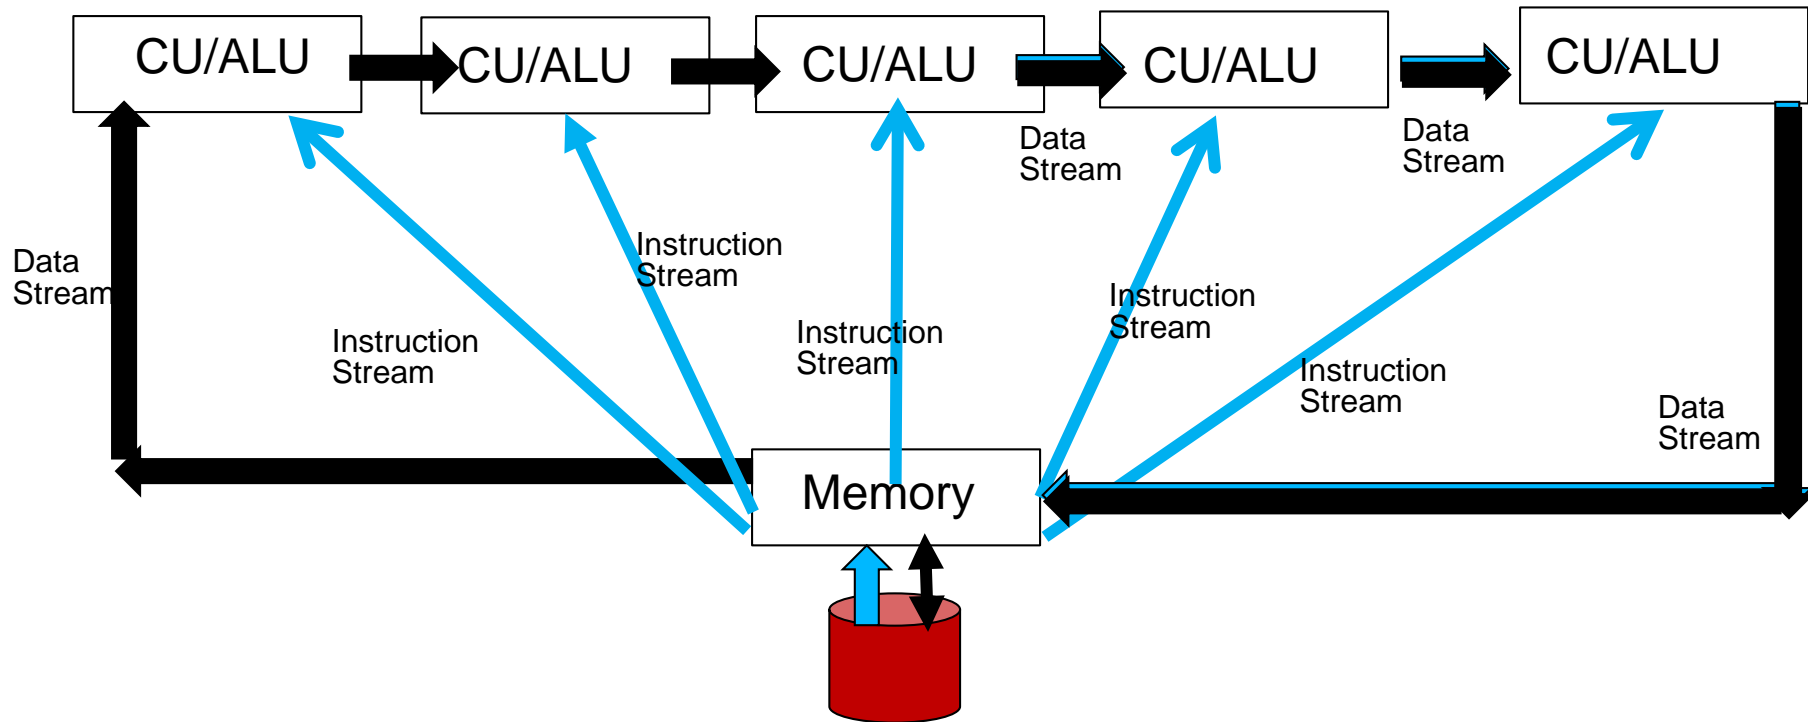 CU/ALU
CU/ALU
CU/ALU
CU/ALU
CU/ALU
Data
Stream
Data
Stream
Data
Stream
Instruction
Stream
Instruction
Stream
Instruction
Stream
Instruction
Stream
Instruction
Stream
Data
Stream
Memory